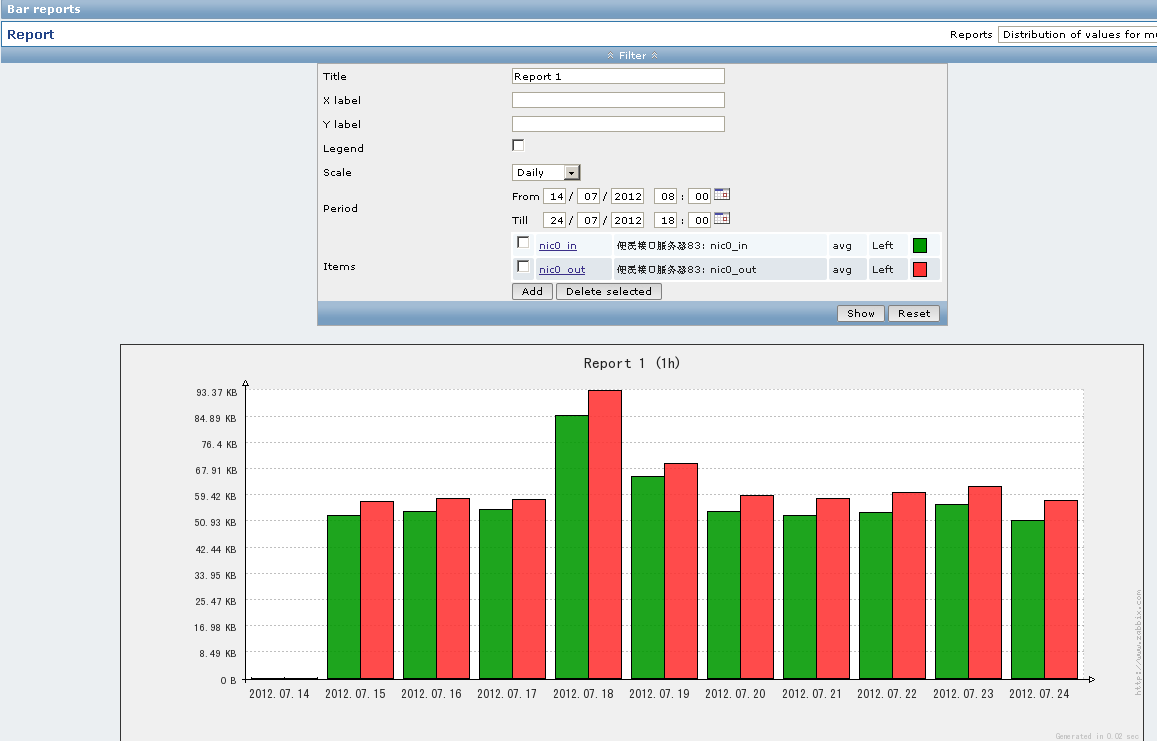 Bar reports
Report
Reports Distribution of values for mu
Filter
Title Report 1
X label
Y label
Legend
Scale Daily
Period
From 14 / 07 / 2012 08 : 00
Till 24 / 07 / 2012 18 : 00
Items
nic0_in 便民接口服务器83: nic0_in avg Left
nic0_out 便民接口服务器83: nic0_out avg Left
Add Delete selected
Show Reset
Report 1 (1h)
93.37 KB
84.89 KB
76.4 KB
67.91 KB
59.42 KB
50.93 KB
42.44 KB
33.95 KB
25.47 KB
16.98 KB
8.49 KB
0 B
2012.07.14 2012.07.15 2012.07.16 2012.07.17 2012.07.18 2012.07.19 2012.07.20 2012.07.21 2012.07.22 2012.07.23 2012.07.24
http://www.zabbix.com
Generated in 0.02 sec